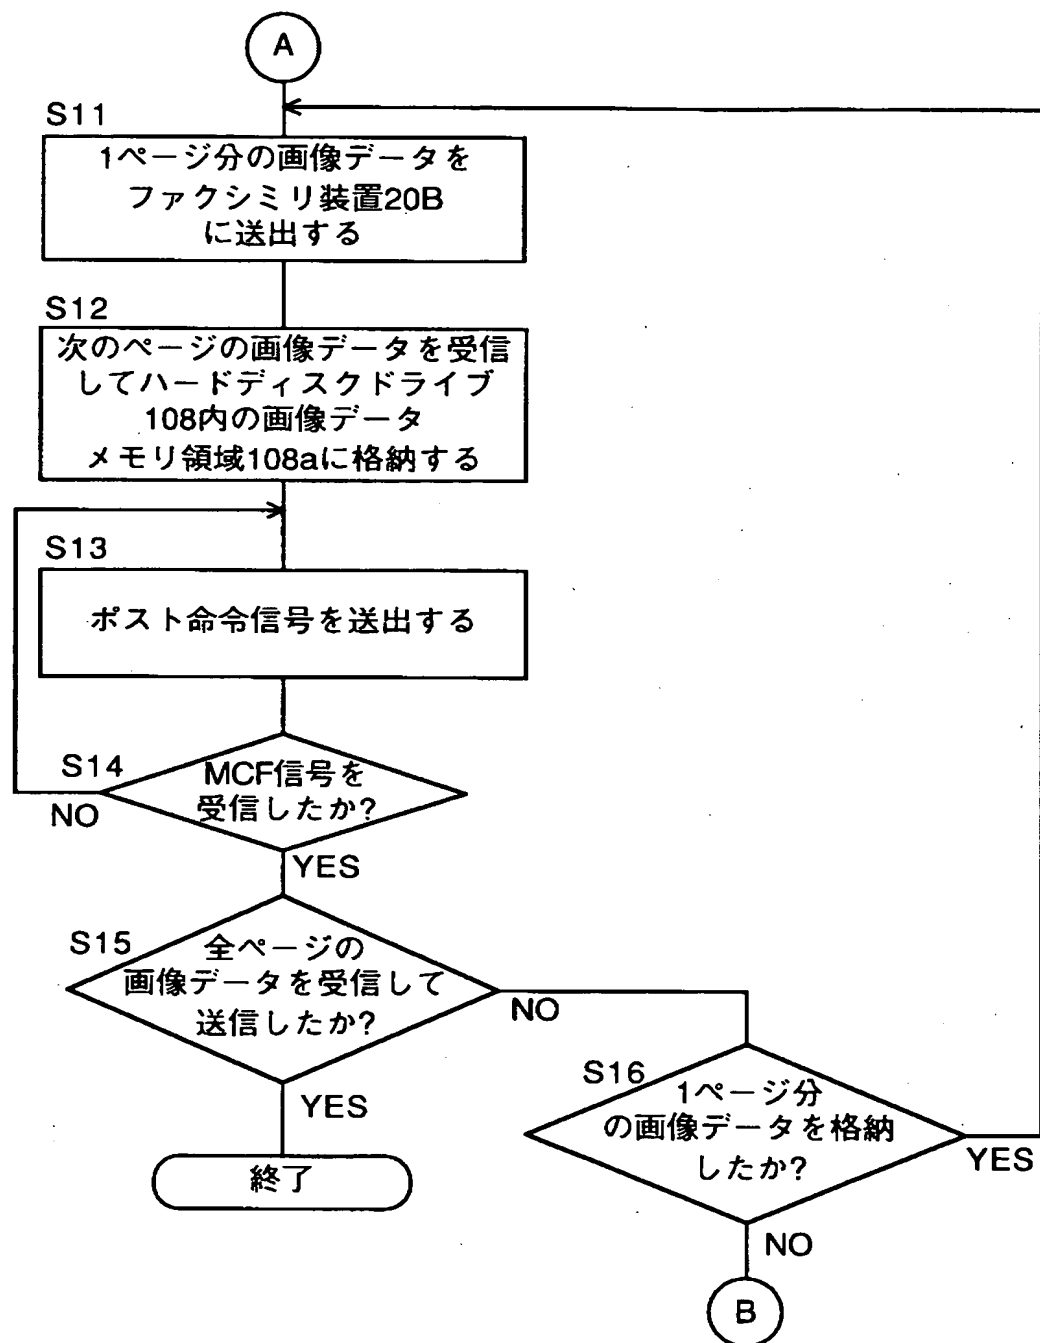 A
S11
1ページ分の画像データを
ファクシミリ装置20B
に送出する
S12
次のページの画像データを受信
してハードディスクドライブ
108内の画像データ
メモリ領域108aに格納する
S13
ポスト命令信号を送出する
S14
MCF信号を
受信したか?
NO
YES
S15
全ページの
画像データを受信して
送信したか?
NO
YES
終了
S16
1ページ分
の画像データを格納
したか?
YES
NO
B